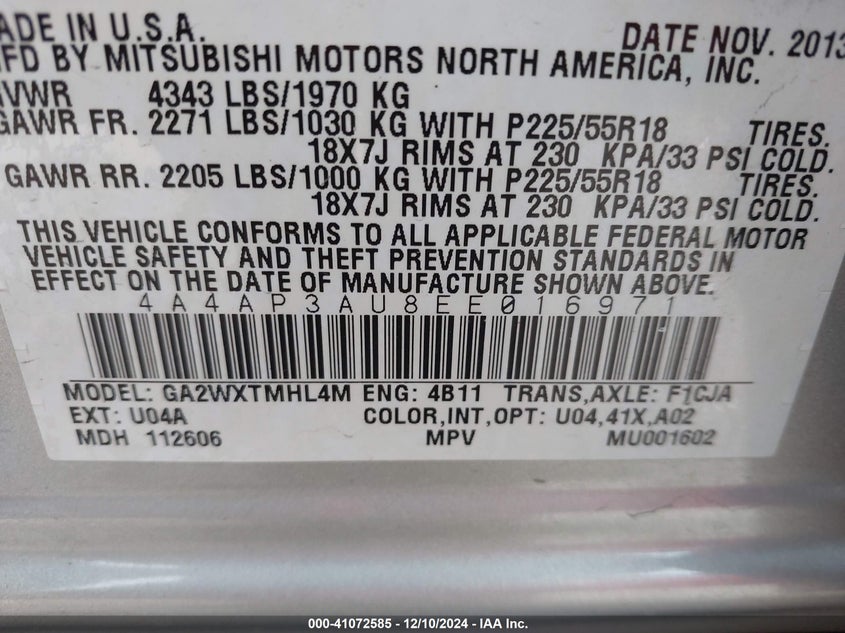 ADE IN U.S.A. DATE NOV. 2013
MFD BY MITSUBISHI MOTORS NORTH AMERICA, INC.
GVWR 4343 LBS/1970 KG
GAWR FR. 2271 LBS/1030 KG WITH P225/55R18 TIRES.
18X7J RIMS AT 230 KPA/33 PSI COLD.
GAWR RR. 2205 LBS/1000 KG WITH P225/55R18 TIRES.
18X7J RIMS AT 230 KPA/33 PSI COLD.
THIS VEHICLE CONFORMS TO ALL APPLICABLE FEDERAL MOTOR
VEHICLE SAFETY AND THEFT PREVENTION STANDARDS IN
EFFECT ON THE DATE OF MANUFACTURE SHOWN ABOVE.
4A4AP3AU8EE016971
MODEL: GA2WXTMHL4M ENG: 4B11 TRANS,AXLE: F1CJA
EXT: U04A COLOR,INT,OPT: U04,41X,A02
MDH 112606 MPV MU001602
000-41072585 - 12/10/2024 - IAA Inc.